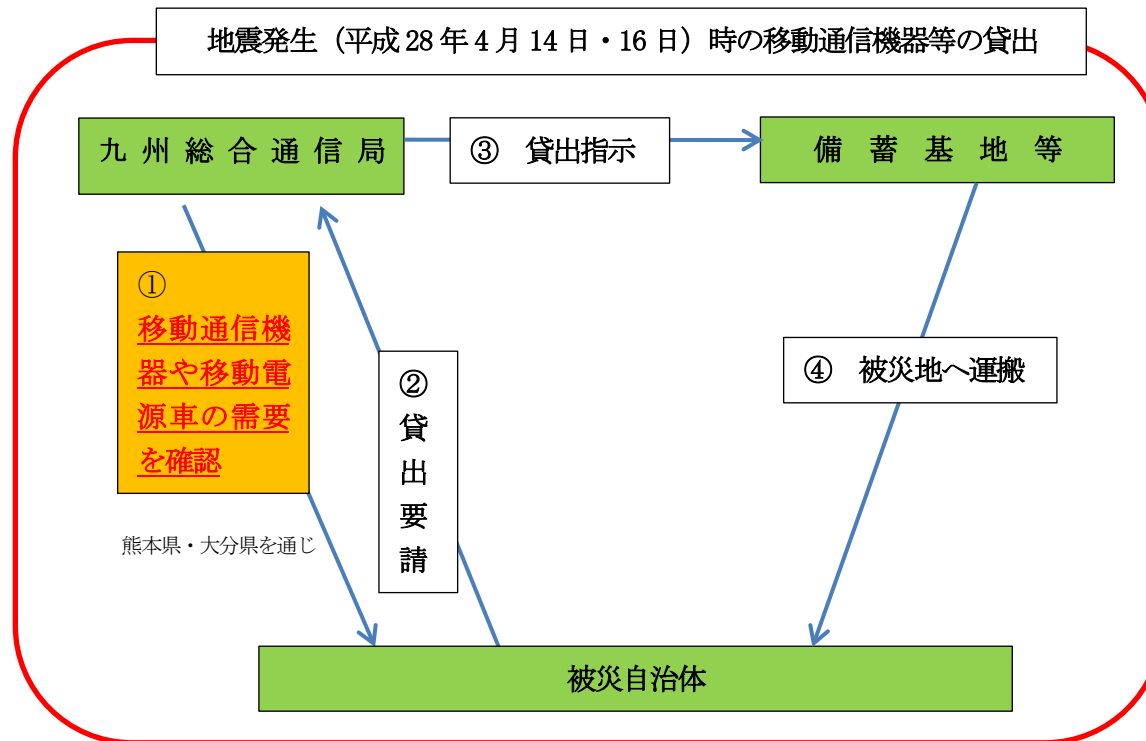 地震発生（平成28年4月14日・16日）時の移動通信機器等の貸出
九州総合通信局
③　貸出指示
備蓄基地等
①
移動通信機
器や移動電
源車の需要
を確認
②
貸
出
要
請
④　被災地へ運搬
熊本県・大分県を通じ
被災自治体